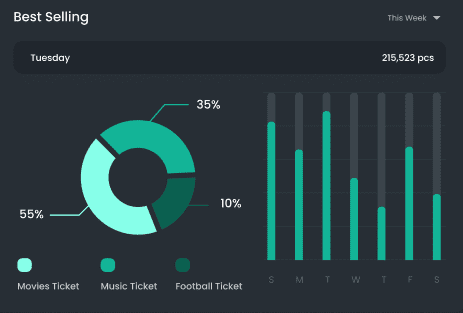 Best Selling
This Week
Tuesday
215,523 pcs
35%
10%
55%
Movies Ticket
Music Ticket
Football Ticket
S M T W T F S